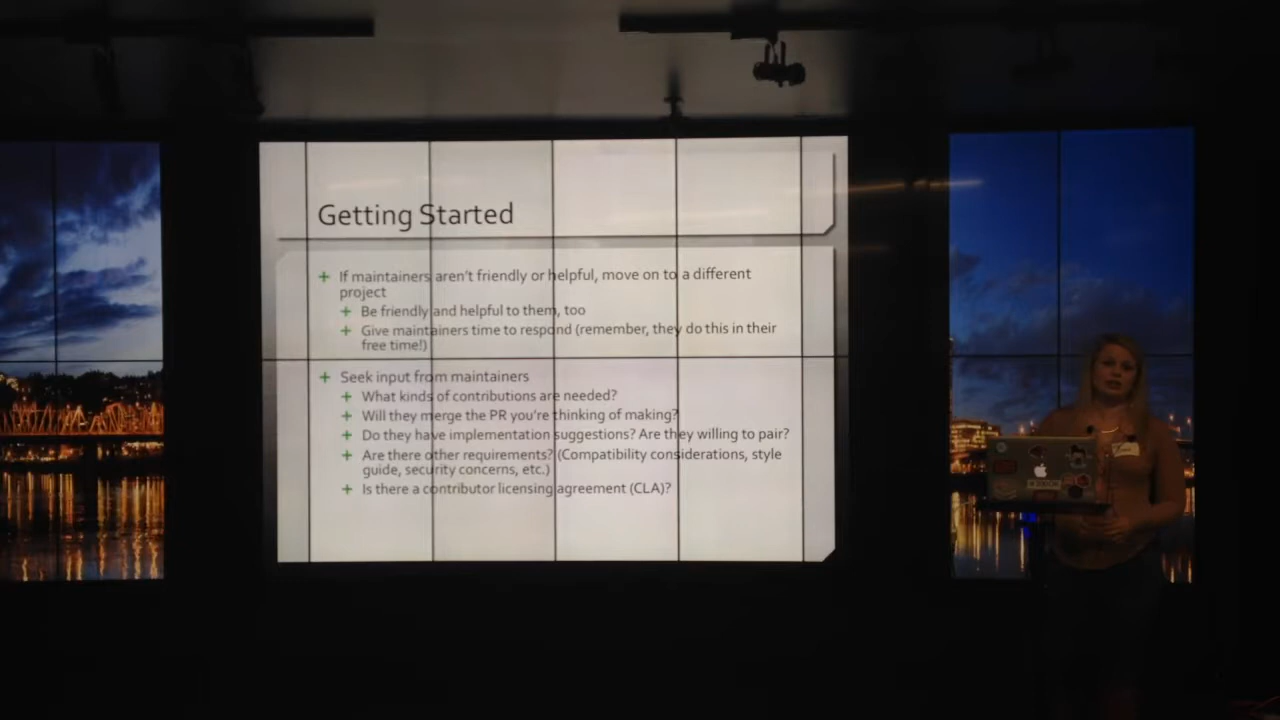 Getting Started
+ If maintainers aren't friendly or helpful, move on to a different
project
+ Be friendly and helpful to them, too
+ Give maintainers time to respond (remember, they do this in their
free time!)
+ Seek input from maintainers
+ What kinds of contributions are needed?
+ Will they merge the PR you're thinking of making?
+ Do they have implementation suggestions? Are they willing to pair?
+ Are there other requirements? (Compatibility considerations, style
guide, security concerns, etc.)
+ Is there a contributor licensing agreement (CLA)?